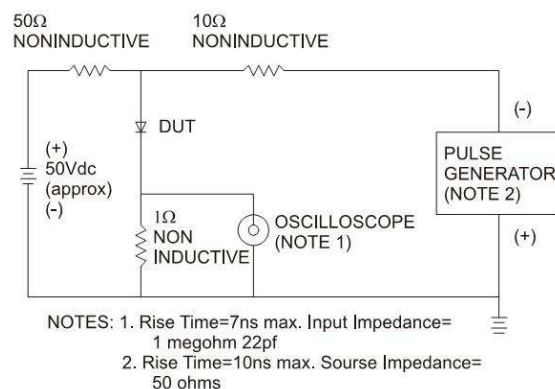 50Ω
NONINDUCTIVE
10Ω
NONINDUCTIVE
DUT
(+)
50Vdc
(approx)
(-)
1Ω
NON
INDUCTIVE
OSCILLOSCOPE
(NOTE 1)
(-)
PULSE
GENERATOR
(NOTE 2)
(+)
NOTES: 1. Rise Time=7ns max. Input Impedance=
1 megohm 22pf
2. Rise Time=10ns max. Sourse Impedance=
50 ohms